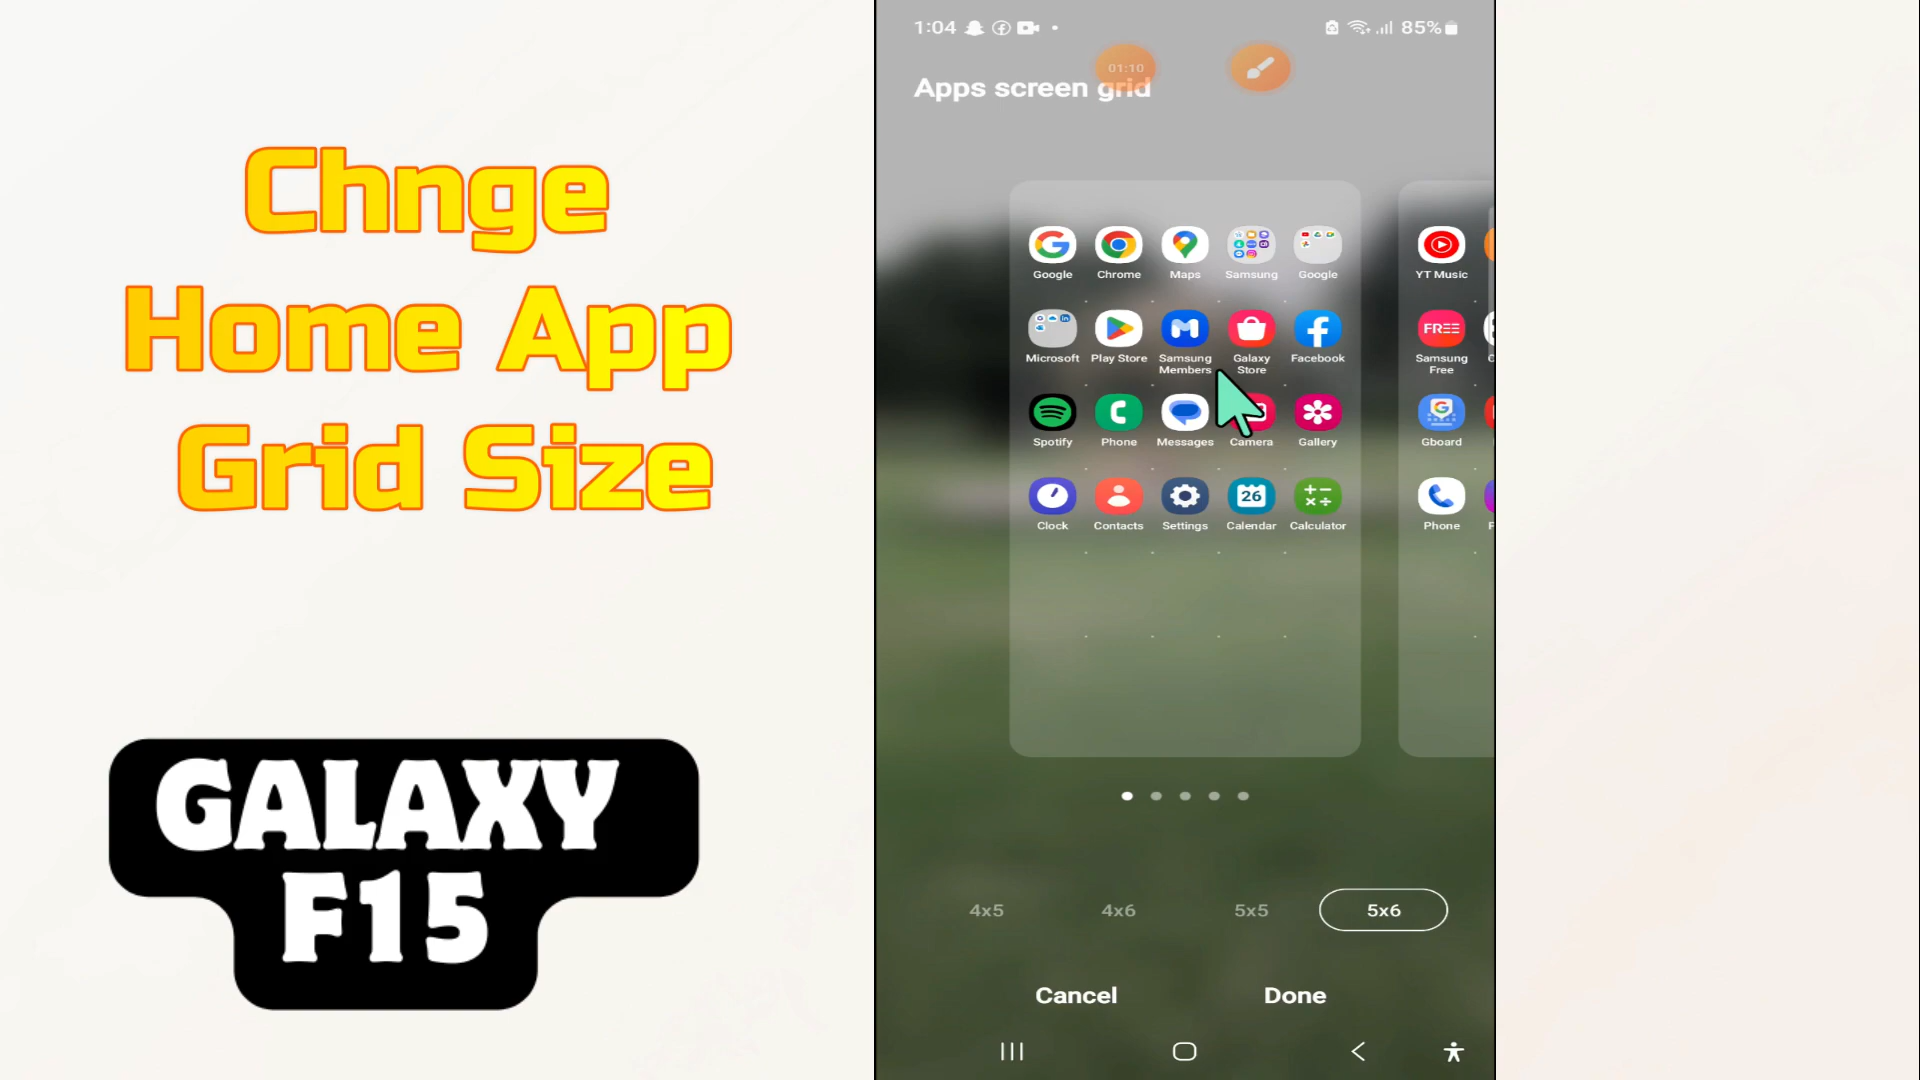 Chnge
Home App
Grid Size
GALAXY
F15
1:04
85%
01:10
Apps screen grid
Google
Chrome
Maps
Samsung
Google
YT Music
Microsoft
Play Store
Samsung
Members
Galaxy
Store
Facebook
FREE
Samsung
Free
Spotify
Phone
Messages
Camera
Gallery
Gboard
26
Clock
Contacts
Settings
Calendar
Calculator
Phone
4x5
4x6
5x5
5x6
Cancel
Done